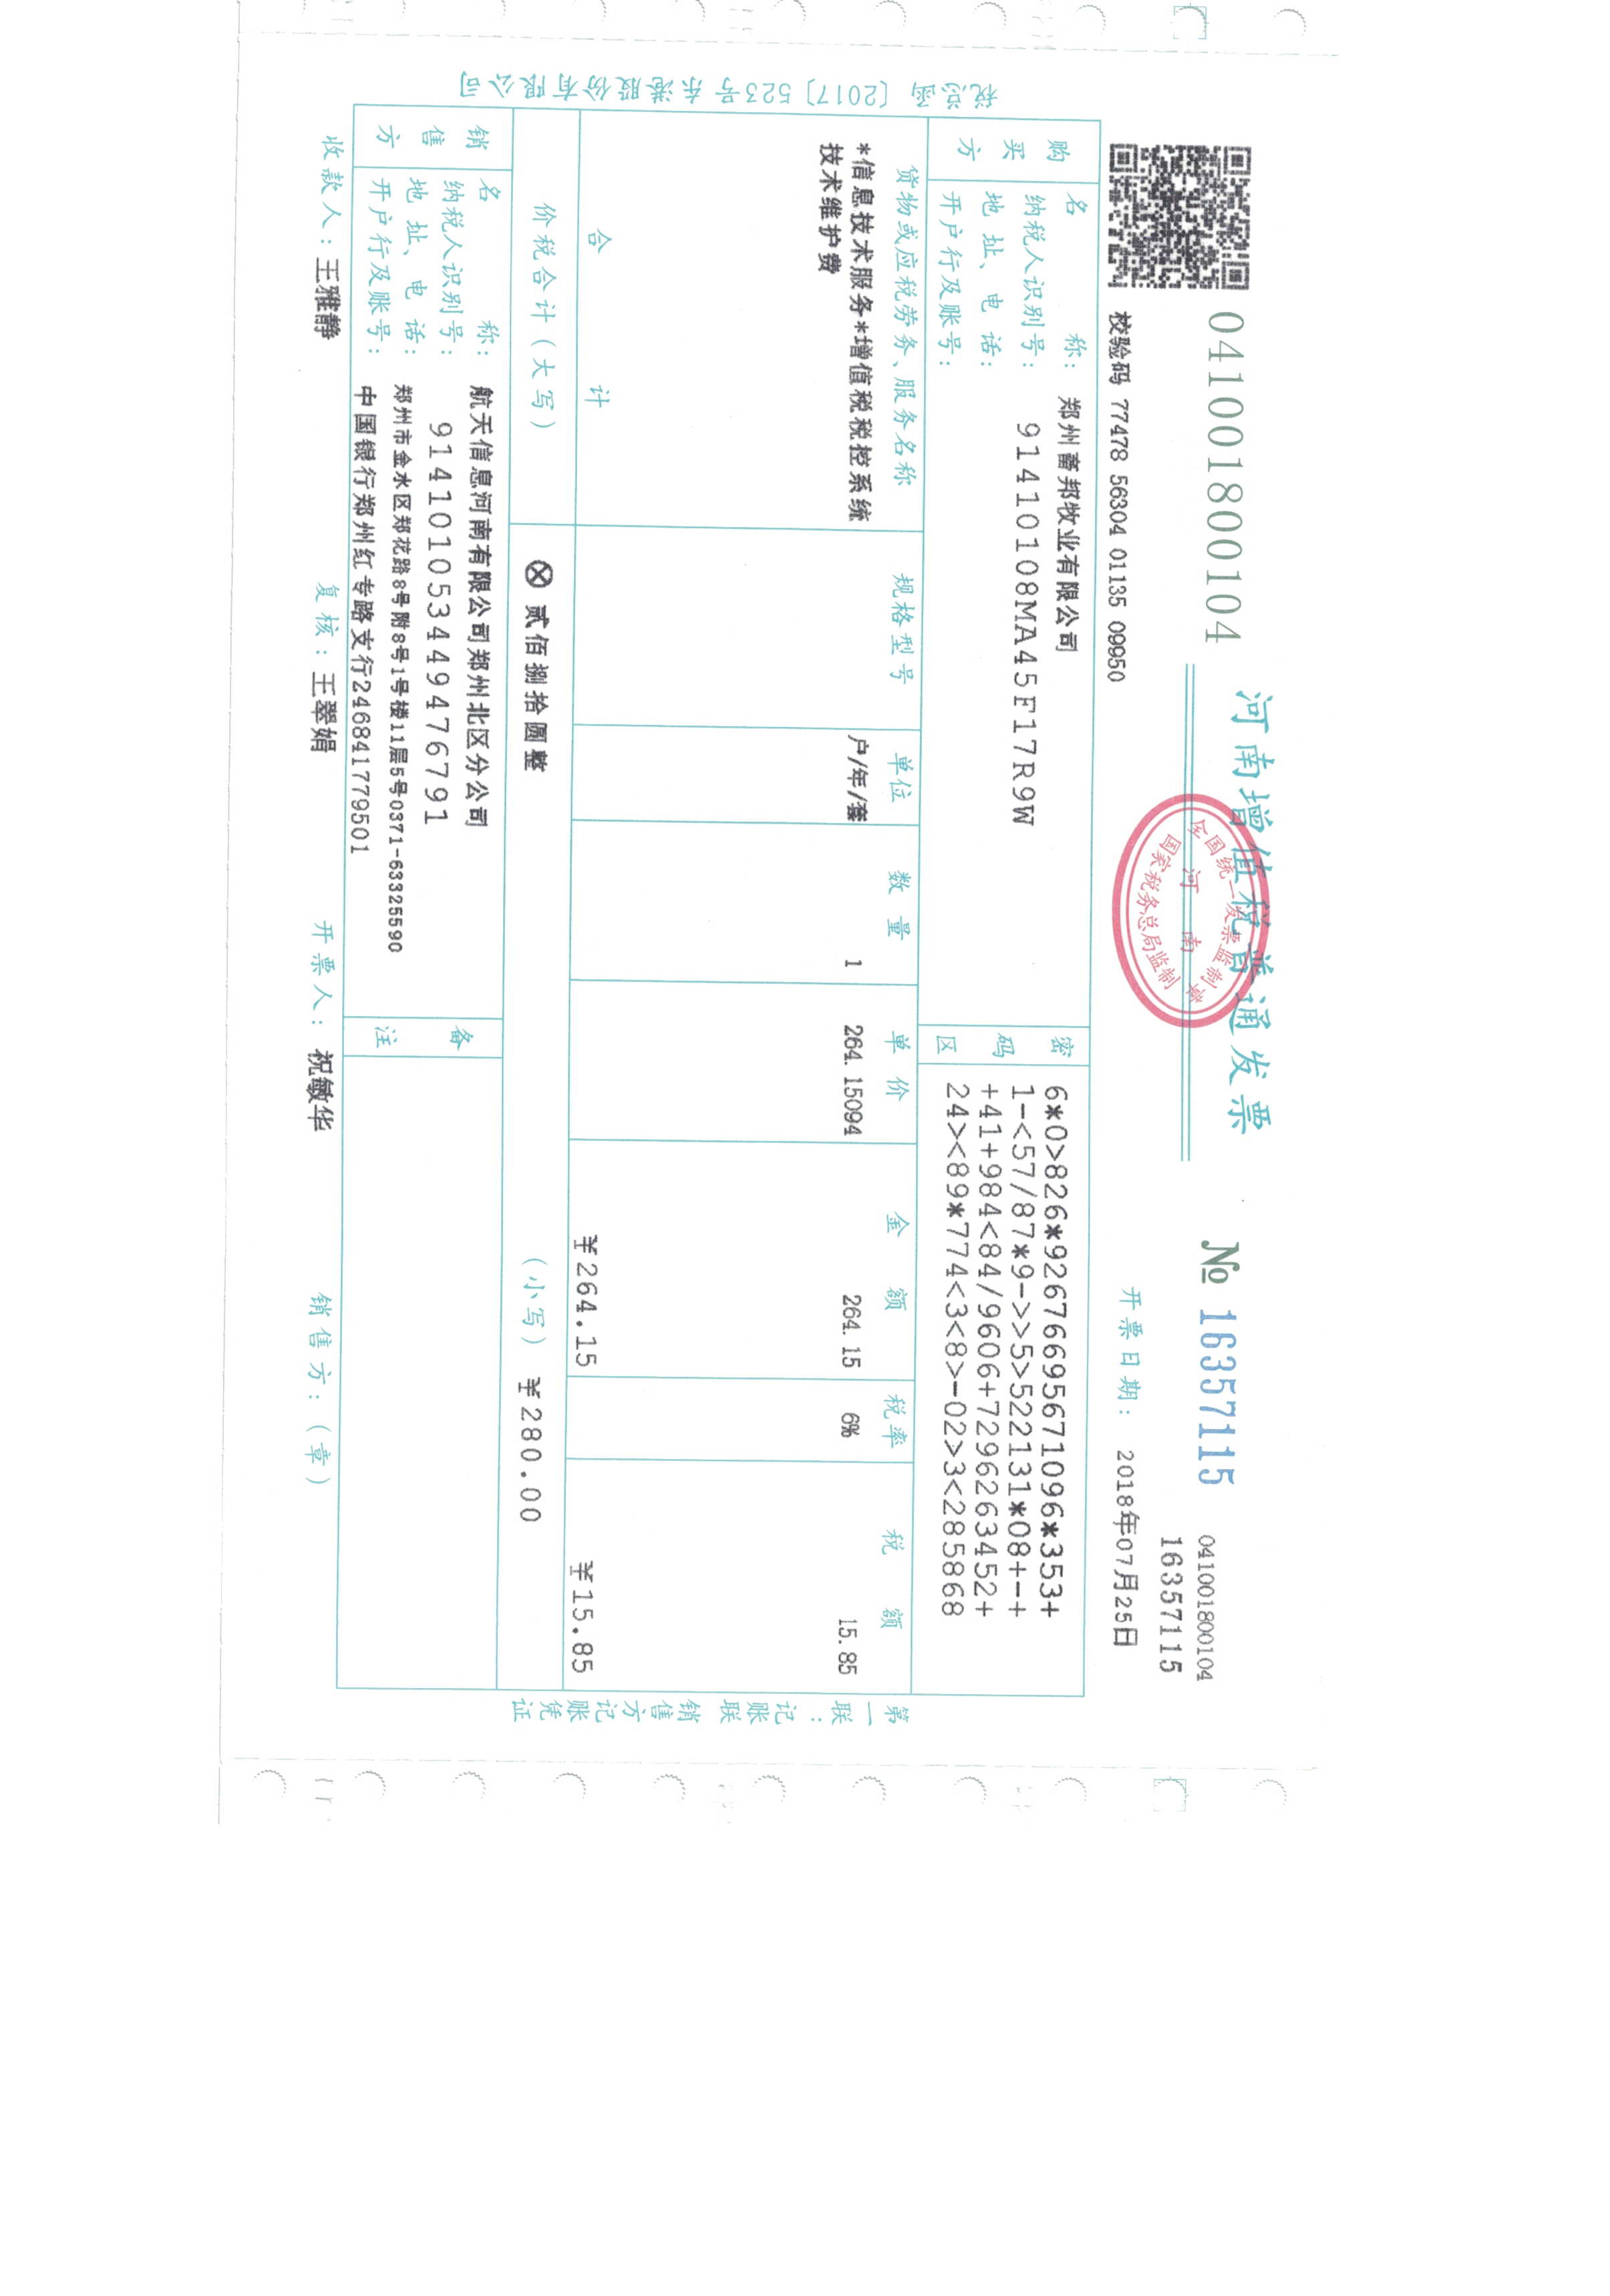 河南增值税普通发票
041001800104
№ 16357115
041001800104
16357115
全国统一发票监制章
河 南
国家税务总局监制
校验码 77478 56304 01135 09950
开票日期： 2018年07月25日
购买方
名 称： 郑州畜邦牧业有限公司
纳税人识别号： 91410108MA45F17R9W
地 址、电 话：
开户行及账号：
密码区
6*0>826*92676695671096*353+
1-<57/87*9->>5>522131*08+-+
+41+984<84/9606+7296263452+
24><89*774<3<8>-02>3<285868
货物或应税劳务、服务名称 规格型号 单位 数 量 单 价 金 额 税率 税 额
*信息技术服务*增值税税控系统 户/年/套 1 264.15094 264.15 6% 15.85
技术维护费
合 计 ￥264.15 ￥15.85
价税合计（大写） ⊗ 贰佰捌拾圆整 （小写） ￥280.00
销售方
名 称： 航天信息河南有限公司郑州北区分公司
纳税人识别号： 914101053449476791
地 址、电 话： 郑州市金水区郑花路8号附8号1号楼11层5号0371-63325590
开户行及账号： 中国银行郑州红专路支行246841779501
备注
收款人：王雅静 复核：王翠娟 开票人：祝敏华 销售方：（章）
税总函〔2017〕523号东港股份有限公司
第一联：记账联 销售方记账凭证